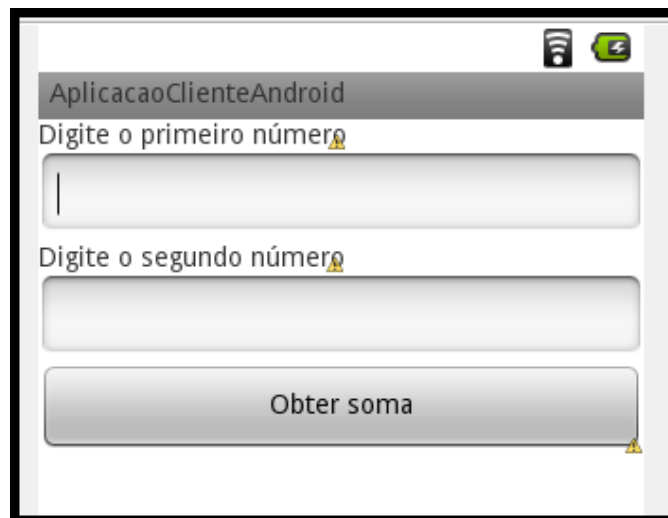 AplicacaoClienteAndroid
Digite o primeiro número
Digite o segundo número
Obter soma